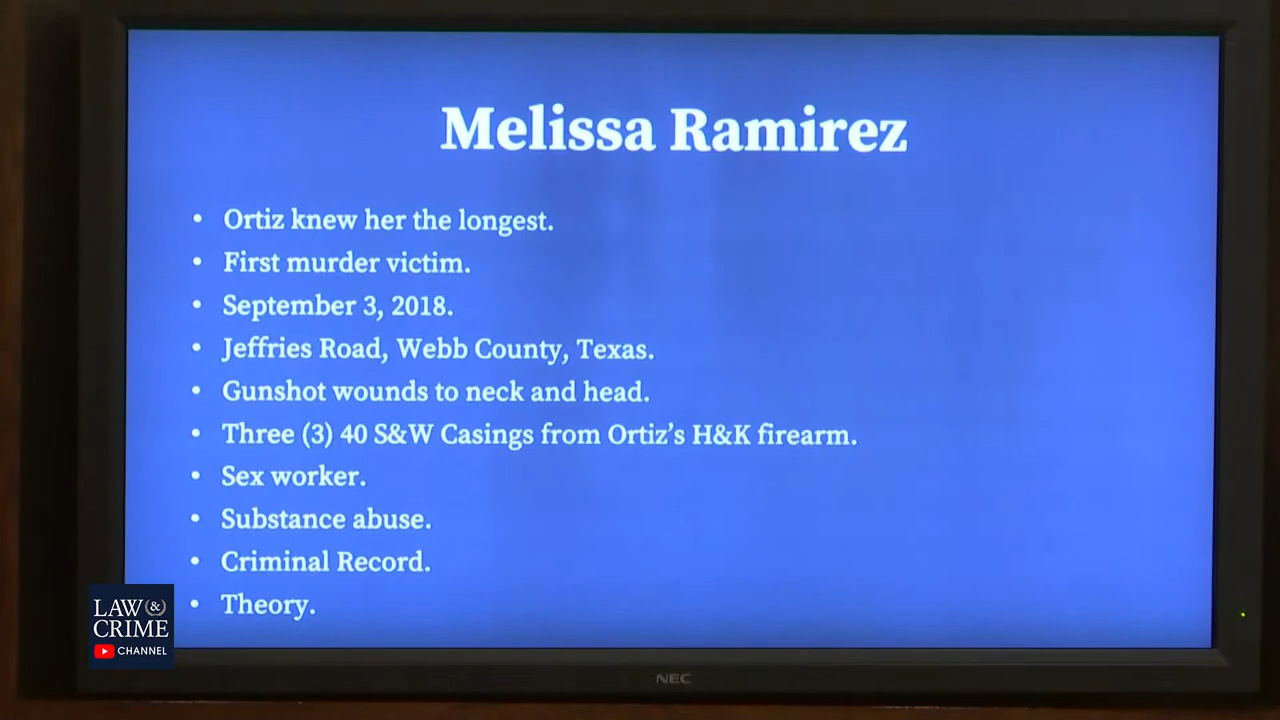 Melissa Ramirez
• Ortiz knew her the longest.
• First murder victim.
• September 3, 2018.
• Jeffries Road, Webb County, Texas.
• Gunshot wounds to neck and head.
• Three (3) 40 S&W Casings from Ortiz's H&K firearm.
• Sex worker.
• Substance abuse.
• Criminal Record.
• Theory.
LAW &
CRIME
CHANNEL
NEC